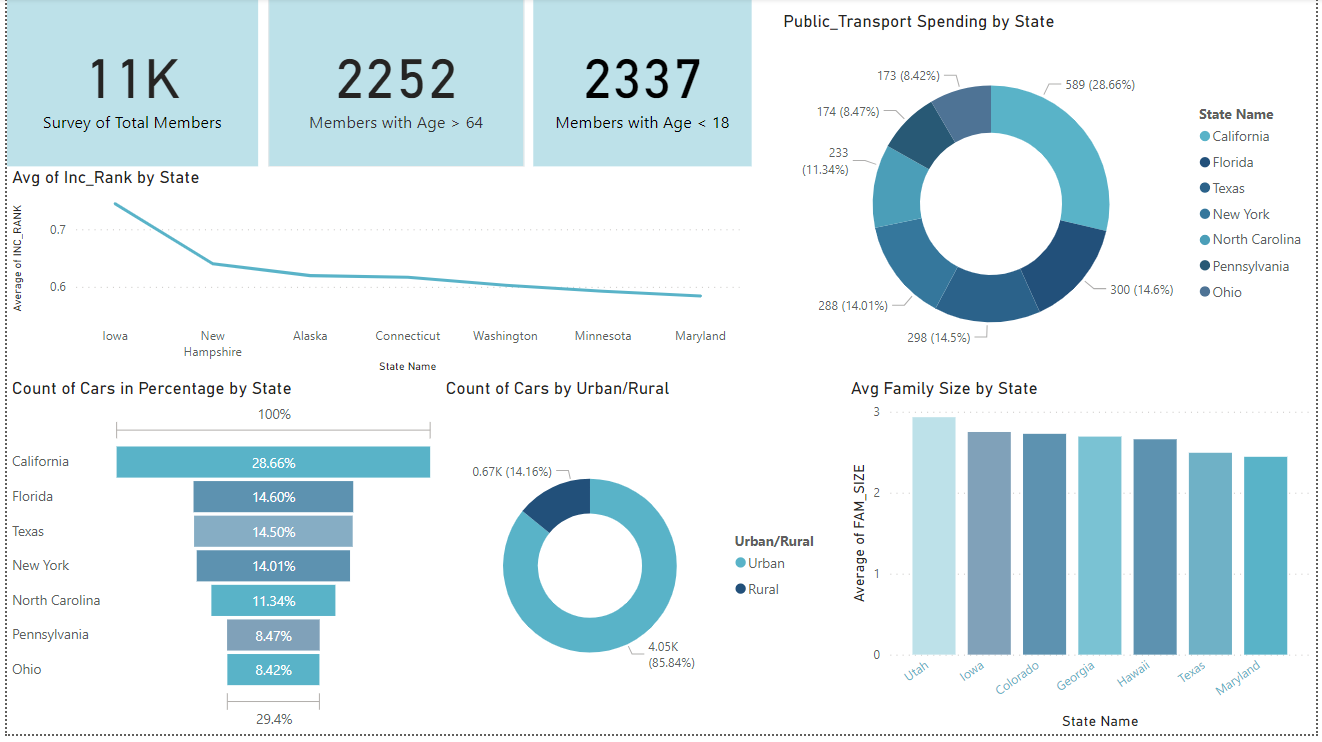 11K
Survey of Total Members
2252
Members with Age > 64
2337
Members with Age < 18
Public_Transport Spending by State
173 (8.42%)
174 (8.47%)
233
(11.34%)
288 (14.01%)
298 (14.5%)
300 (14.6%)
589 (28.66%)
State Name
California
Florida
Texas
New York
North Carolina
Pennsylvania
Ohio
Avg of Inc_Rank by State
Average of INC_RANK
0.7
0.6
Iowa
New
Hampshire
Alaska
Connecticut
Washington
Minnesota
Maryland
State Name
Count of Cars in Percentage by State
100%
California
28.66%
Florida
14.60%
Texas
14.50%
New York
14.01%
North Carolina
11.34%
Pennsylvania
8.47%
Ohio
8.42%
29.4%
Count of Cars by Urban/Rural
0.67K (14.16%)
4.05K
(85.84%)
Urban/Rural
Urban
Rural
Avg Family Size by State
Average of FAM_SIZE
3
2
1
0
Utah
Iowa
Colorado
Georgia
Hawaii
Texas
Maryland
State Name